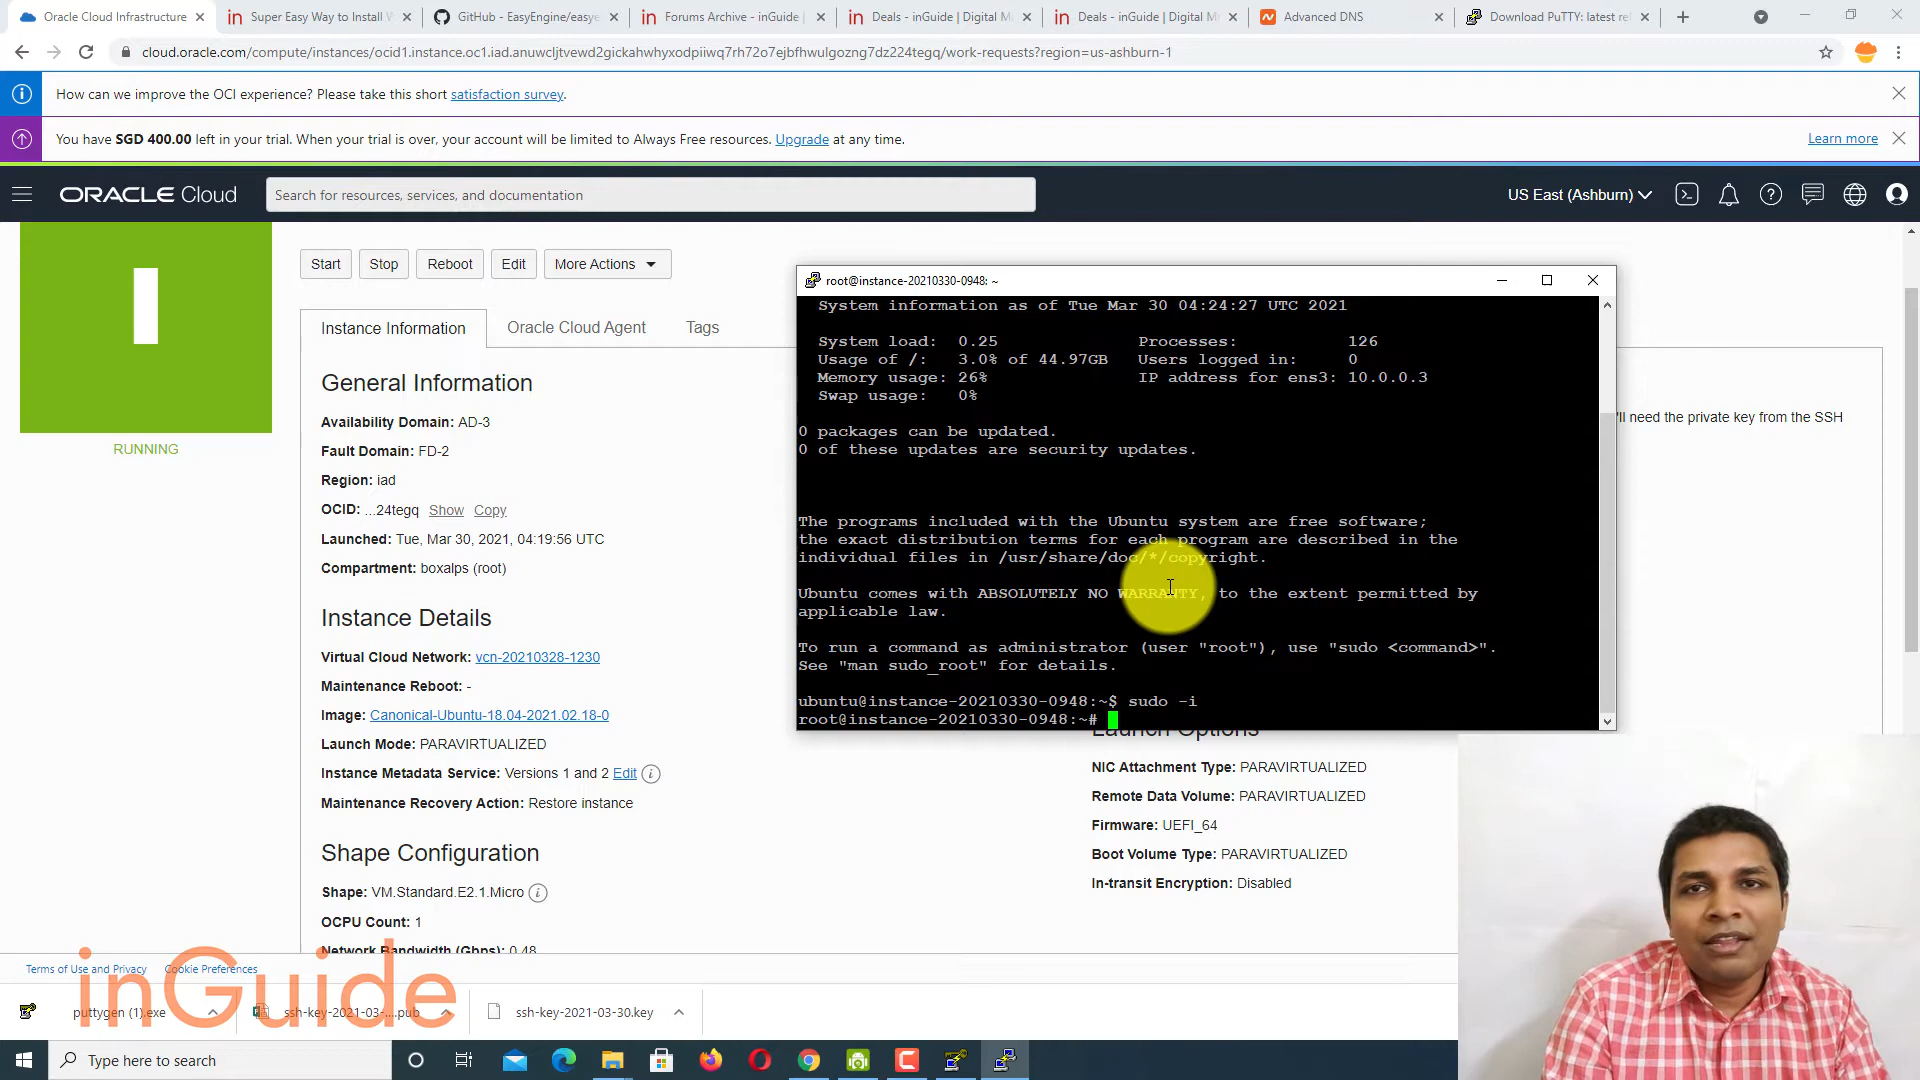 Oracle Cloud Infrastructure
Super Easy Way to Install W
GitHub - EasyEngine/easye
Forums Archive - inGuide |
Deals - inGuide | Digital M
Deals - inGuide | Digital M
Advanced DNS
Download PuTTY: latest rel
cloud.oracle.com/compute/instances/ocid1.instance.oc1.iad.anuwcljtvewd2gickahwhyxodpiiwq7rh72o7ejbfhwulgozng7dz224tegq/work-requests?region=us-ashburn-1
How can we improve the OCI experience? Please take this short satisfaction survey.
You have SGD 400.00 left in your trial. When your trial is over, your account will be limited to Always Free resources. Upgrade at any time.
Learn more
ORACLE Cloud
Search for resources, services, and documentation
US East (Ashburn)
I
RUNNING
Start
Stop
Reboot
Edit
More Actions
Instance Information
Oracle Cloud Agent
Tags
General Information
Availability Domain: AD-3
Fault Domain: FD-2
Region: iad
OCID: ...24tegq Show Copy
Launched: Tue, Mar 30, 2021, 04:19:56 UTC
Compartment: boxalps (root)
Instance Details
Virtual Cloud Network: vcn-20210328-1230
Maintenance Reboot: -
Image: Canonical-Ubuntu-18.04-2021.02.18-0
Launch Mode: PARAVIRTUALIZED
Instance Metadata Service: Versions 1 and 2 Edit
Maintenance Recovery Action: Restore instance
Shape Configuration
Shape: VM.Standard.E2.1.Micro
OCPU Count: 1
Network Bandwidth (Gbps): 0.48
'll need the private key from the SSH
root@instance-20210330-0948: ~
System information as of Tue Mar 30 04:24:27 UTC 2021
System load: 0.25 Processes: 126
Usage of /: 3.0% of 44.97GB Users logged in: 0
Memory usage: 26% IP address for ens3: 10.0.0.3
Swap usage: 0%
0 packages can be updated.
0 of these updates are security updates.
The programs included with the Ubuntu system are free software;
the exact distribution terms for each program are described in the
individual files in /usr/share/doc/*/copyright.
Ubuntu comes with ABSOLUTELY NO WARRANTY, to the extent permitted by
applicable law.
To run a command as administrator (user "root"), use "sudo <command>".
See "man sudo_root" for details.
ubuntu@instance-20210330-0948:~$ sudo -i
root@instance-20210330-0948:~#
Launch Options
NIC Attachment Type: PARAVIRTUALIZED
Remote Data Volume: PARAVIRTUALIZED
Firmware: UEFI_64
Boot Volume Type: PARAVIRTUALIZED
In-transit Encryption: Disabled
Terms of Use and Privacy
Cookie Preferences
inGuide
puttygen (1).exe
ssh-key-2021-03-....pub
ssh-key-2021-03-30.key
Type here to search